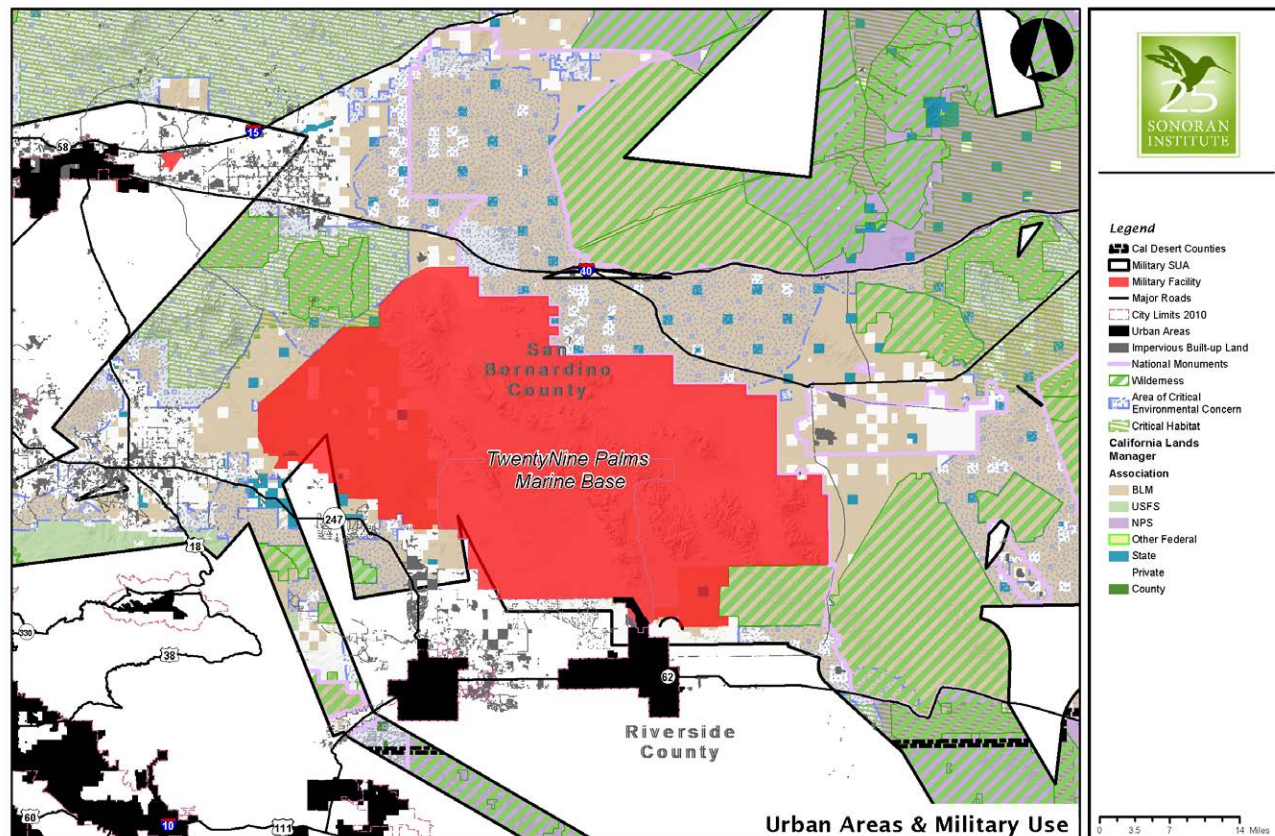 58
15
40
San
Bernardino
County
TwentyNine Palms
Marine Base
247
18
330
38
62
Riverside
County
60
10
111
Urban Areas & Military Use
25
SONORAN
INSTITUTE
Legend
Cal Desert Counties
Military SUA
Military Facility
Major Roads
City Limits 2010
Urban Areas
Impervious Built-up Land
National Monuments
Wilderness
Area of Critical
Environmental Concern
Critical Habitat
California Lands
Manager
Association
BLM
USFS
NPS
Other Federal
State
Private
County
0 3.5 7 14 Miles